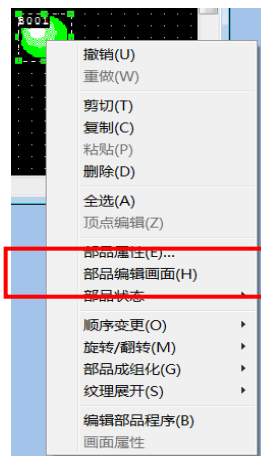 B001
撤销(U)
重做(W)
剪切(T)
复制(C)
粘贴(P)
删除(D)
全选(A)
顶点编辑(Z)
部品属性(E)...
部品编辑画面(H)
部品状态
顺序变更(O)
旋转/翻转(M)
部品成组化(G)
纹理展开(S)
编辑部品程序(B)
画面属性